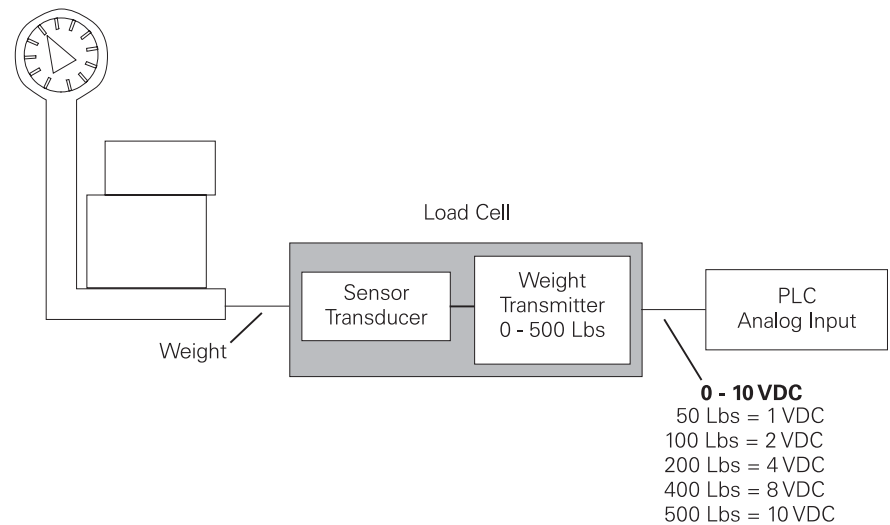 Load Cell
Sensor
Transducer
Weight
Transmitter
0 - 500 Lbs
PLC
Analog Input
Weight
0 - 10 VDC
50 Lbs = 1 VDC
100 Lbs = 2 VDC
200 Lbs = 4 VDC
400 Lbs = 8 VDC
500 Lbs = 10 VDC